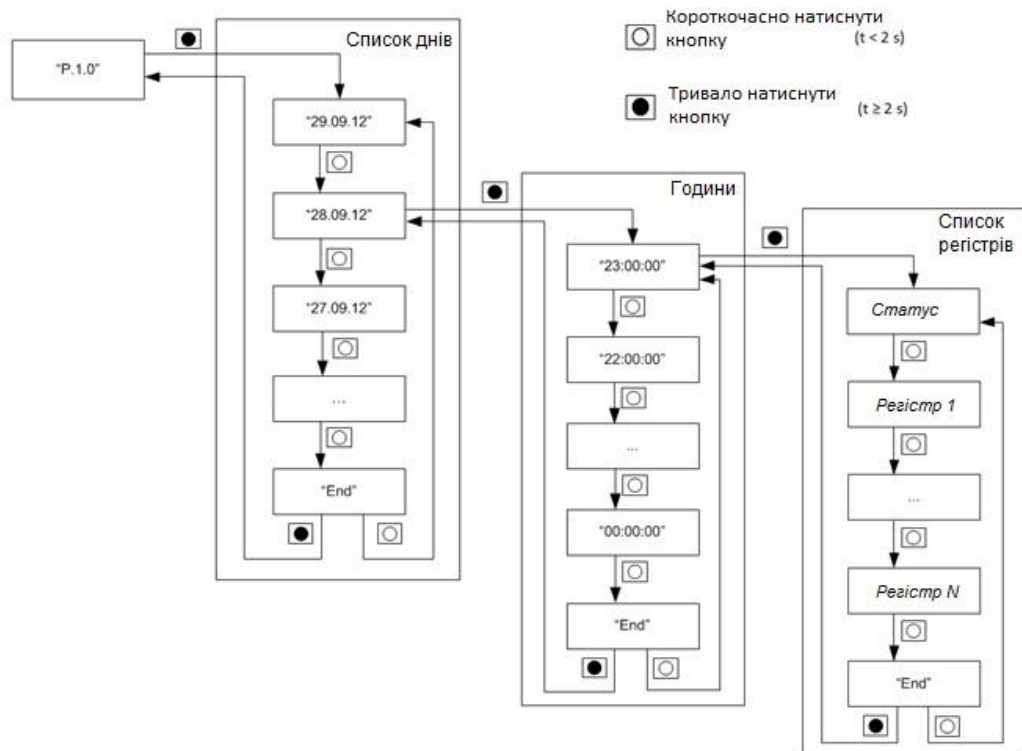 Короткочасно натиснути
кнопку (t < 2 s)
Тривало натиснути
кнопку (t ≥ 2 s)
"P.1.0"
Список днів
"29.09.12"
"28.09.12"
"27.09.12"
...
"End"
Години
"23:00:00"
"22:00:00"
...
"00:00:00"
"End"
Список
регістрів
Статус
Регістр 1
...
Регістр N
"End"